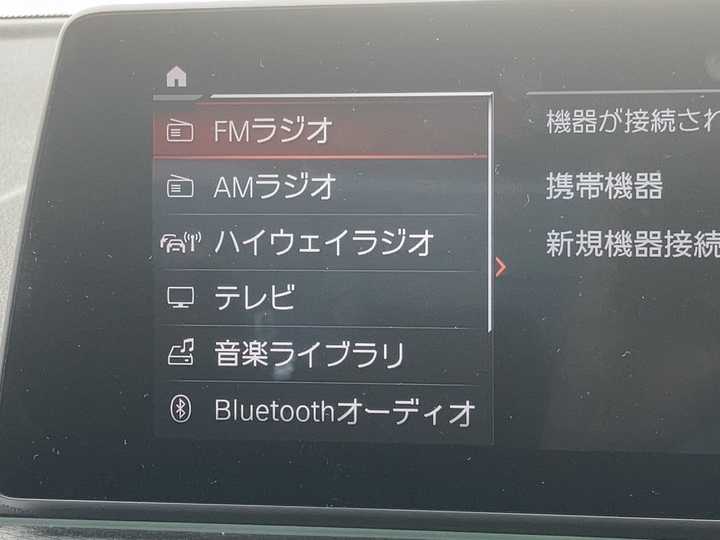 FMラジオ
AMラジオ
ハイウェイラジオ
テレビ
音楽ライブラリ
Bluetoothオーディオ
機器が接続され
携帯機器
新規機器接続